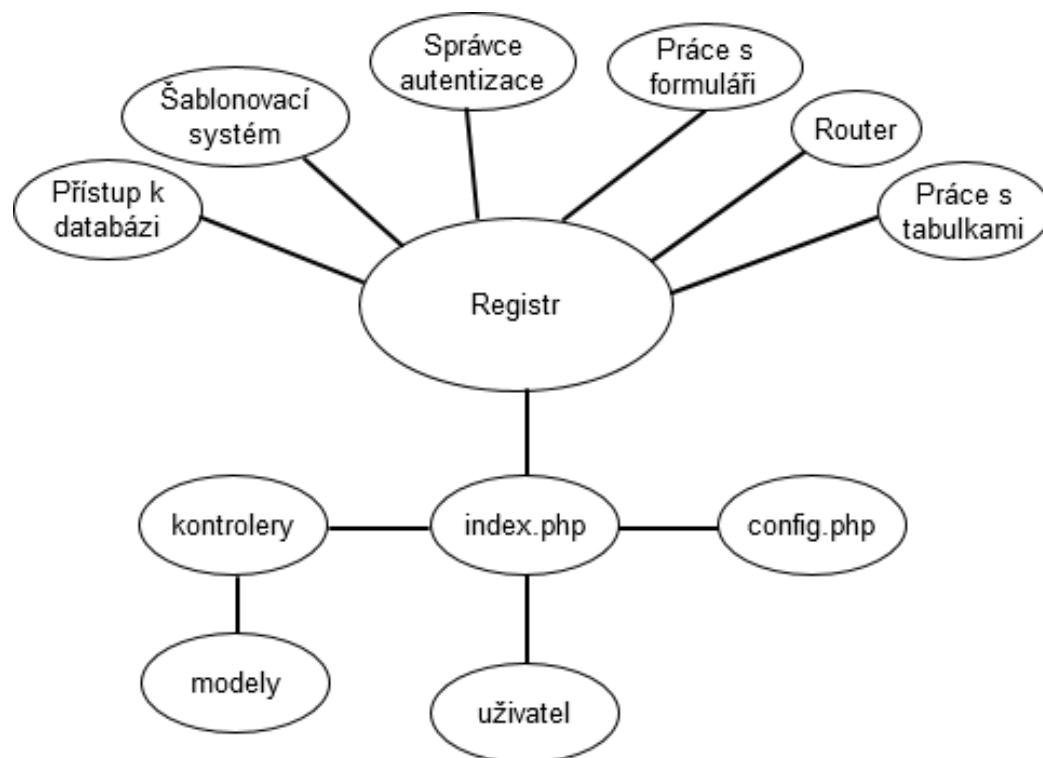 Správce
autentizace
Práce s
formuláři
Šablonovací
systém
Router
Přístup k
databázi
Práce s
tabulkami
Registr
kontrolery
index.php
config.php
modely
uživatel